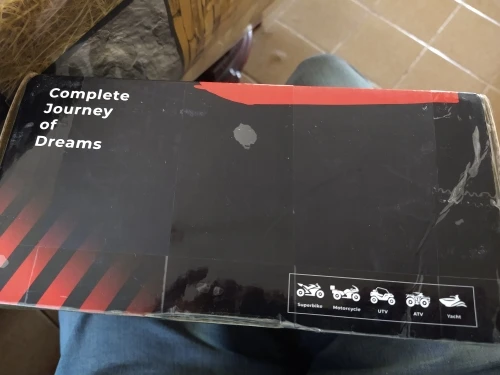 Complete
Journey
of
Dreams
Superbike Motorcycle UTV ATV Yacht